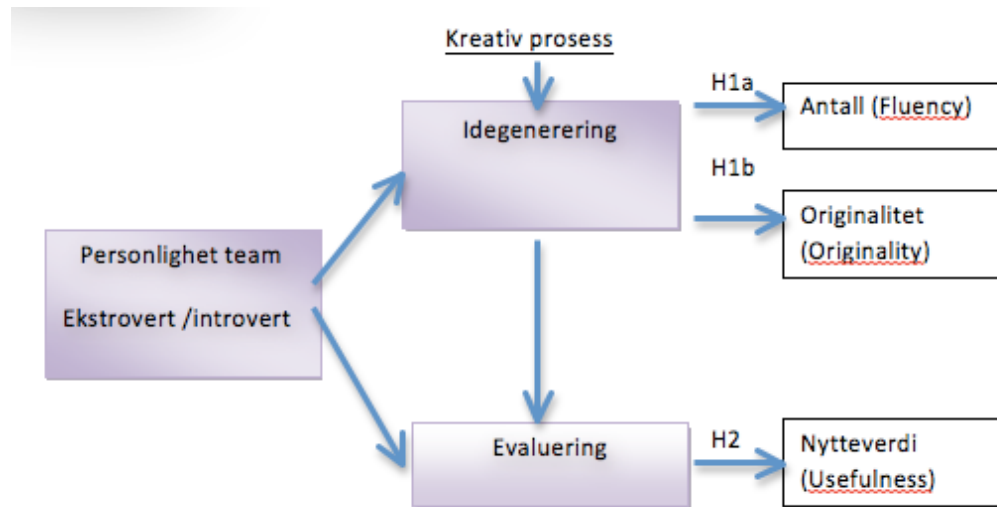 Kreativ prosess
H1a
Antall (Fluency)
Idegenerering
H1b
Originalitet
(Originality)
Personlighet team
Ekstrovert /introvert
H2
Nytteverdi
(Usefulness)
Evaluering